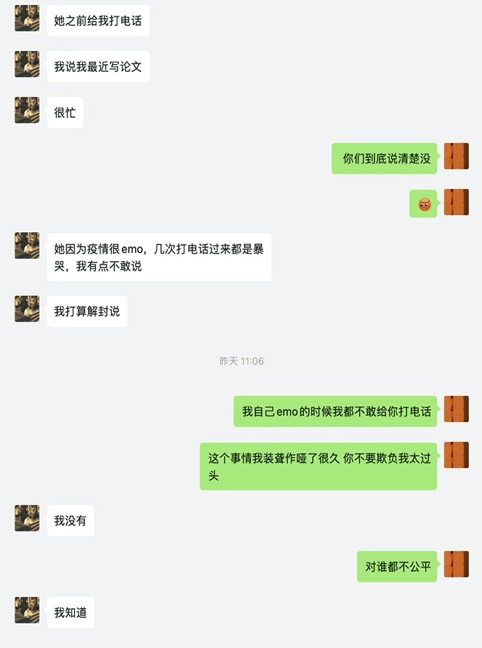 她之前给我打电话
我说我最近写论文
很忙
你们到底说清楚没
她因为疫情很emo，几次打电话过来都是暴
哭，我有点不敢说
我打算解封说
昨天 11:06
我自己emo的时候我都不敢给你打电话
这个事情我装聋作哑了很久 你不要欺负我太过
头
我没有
对谁都不公平
我知道